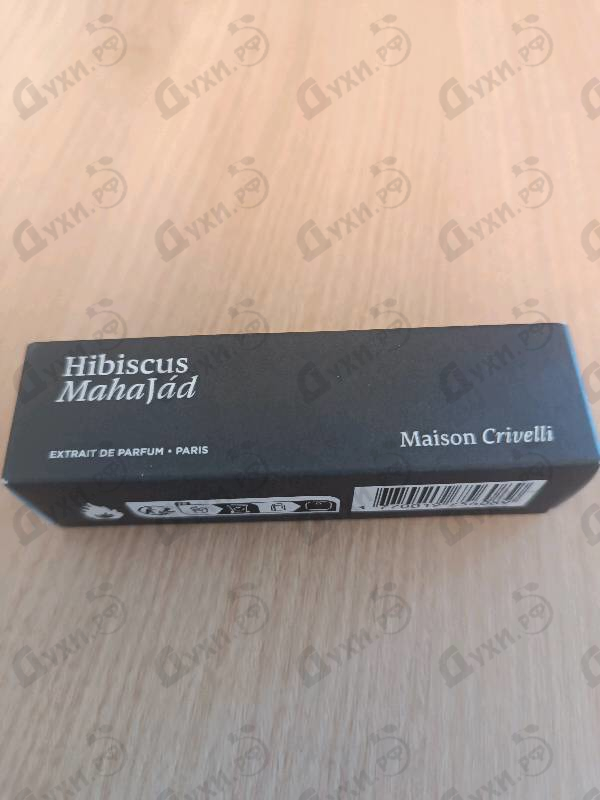 Hibiscus
MahaJád
EXTRAIT DE PARFUM • PARIS
Maison Crivelli
Духи.рф